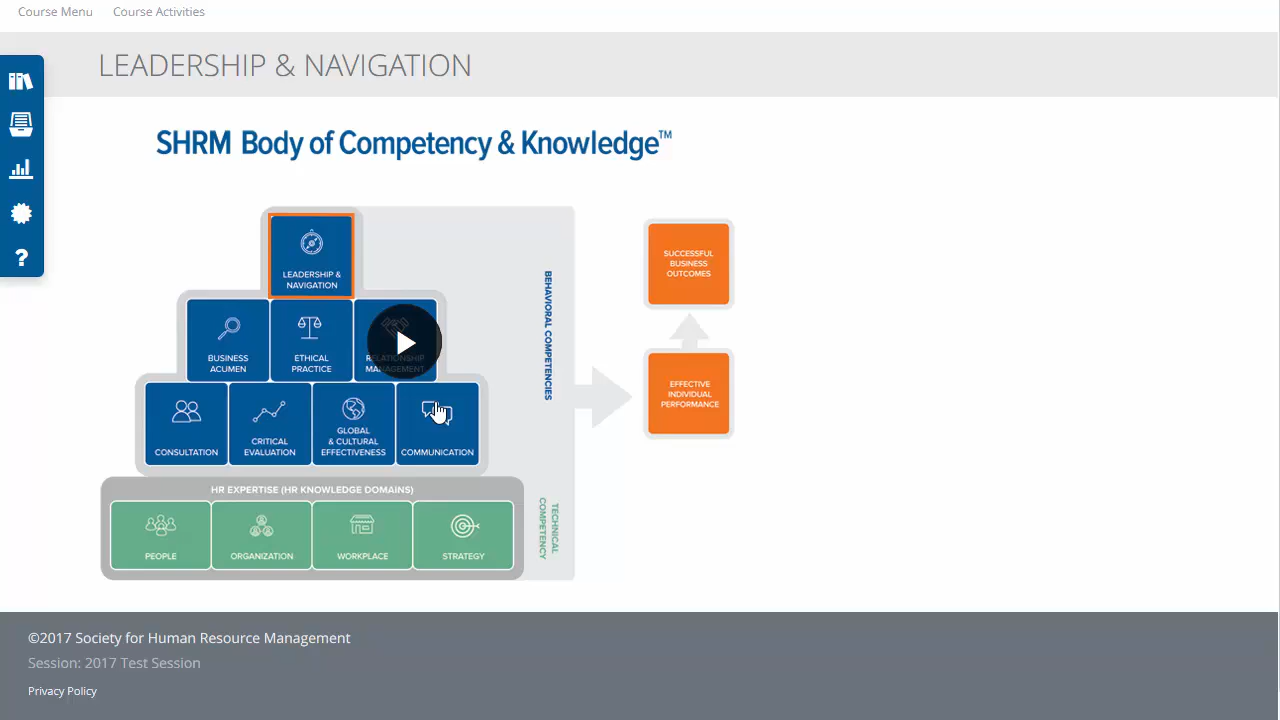 Course Menu
Course Activities
LEADERSHIP & NAVIGATION
SHRM Body of Competency & Knowledge™
LEADERSHIP &
NAVIGATION
BUSINESS
ACUMEN
ETHICAL
PRACTICE
RELATIONSHIP
MANAGEMENT
CONSULTATION
CRITICAL
EVALUATION
GLOBAL
& CULTURAL
EFFECTIVENESS
COMMUNICATION
BEHAVIORAL COMPETENCIES
HR EXPERTISE (HR KNOWLEDGE DOMAINS)
PEOPLE
ORGANIZATION
WORKPLACE
STRATEGY
TECHNICAL
COMPETENCY
SUCCESSFUL
BUSINESS
OUTCOMES
EFFECTIVE
INDIVIDUAL
PERFORMANCE
©2017 Society for Human Resource Management
Session: 2017 Test Session
Privacy Policy